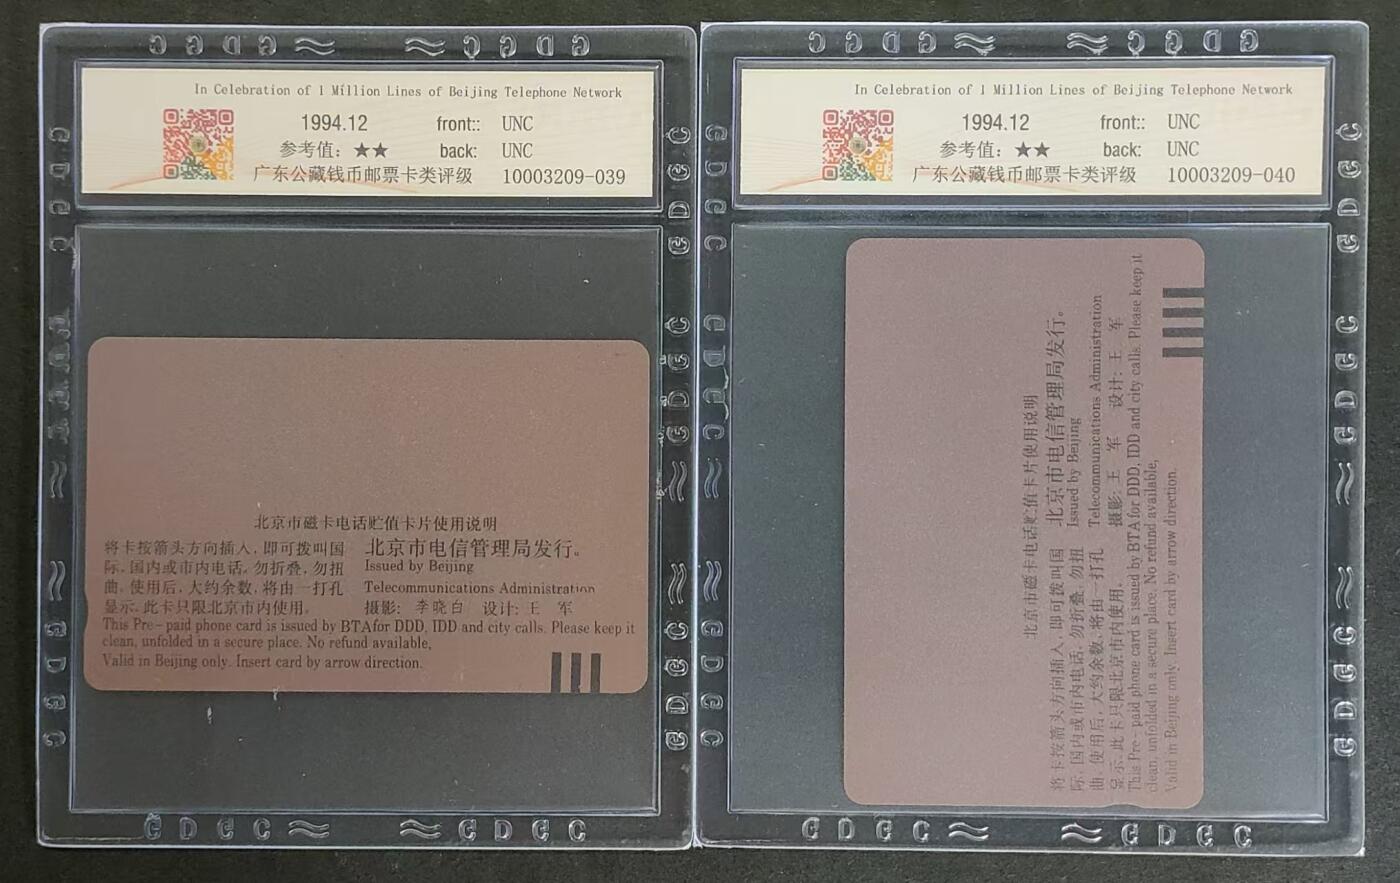 In Celebration of 1 Million Lines of Beijing Telephone Network
1994.12 front:: UNC
参考值：★★ back: UNC
广东公藏钱币邮票卡类评级 10003209-039
北京市磁卡电话贮值卡片使用说明
将卡按箭头方向插入，即可拨叫国
际、国内或市内电话。勿折叠，勿扭
曲。使用后，大约余数，将由一打孔
显示。此卡只限北京市内使用。
北京市电信管理局发行。
Issued by Beijing
Telecommunications Administration
摄影： 李晓白 设计: 王 军
This Pre-paid phone card is issued by BTAfor DDD, IDD and city calls. Please keep it
clean, unfolded in a secure place. No refund available,
Valid in Beijing only. Insert card by arrow direction.
In Celebration of 1 Million Lines of Beijing Telephone Network
1994.12 front:: UNC
参考值：★★ back: UNC
广东公藏钱币邮票卡类评级 10003209-040
北京市磁卡电话贮值卡片使用说明
将卡按箭头方向插入，即可拨叫国
际、国内或市内电话。勿折叠，勿扭
曲。使用后，大约余数，将由一打孔
显示。此卡只限北京市内使用。
北京市电信管理局发行。
Issued by Beijing
Telecommunications Administration
摄影: 王 军 设计: 王 军
This Pre-paid phone card is issued by BTA for DDD, IDD and city calls. Please keep it
clean, unfolded in a secure place. No refund available,
Valid in Beijing only. Insert card by arrow direction.